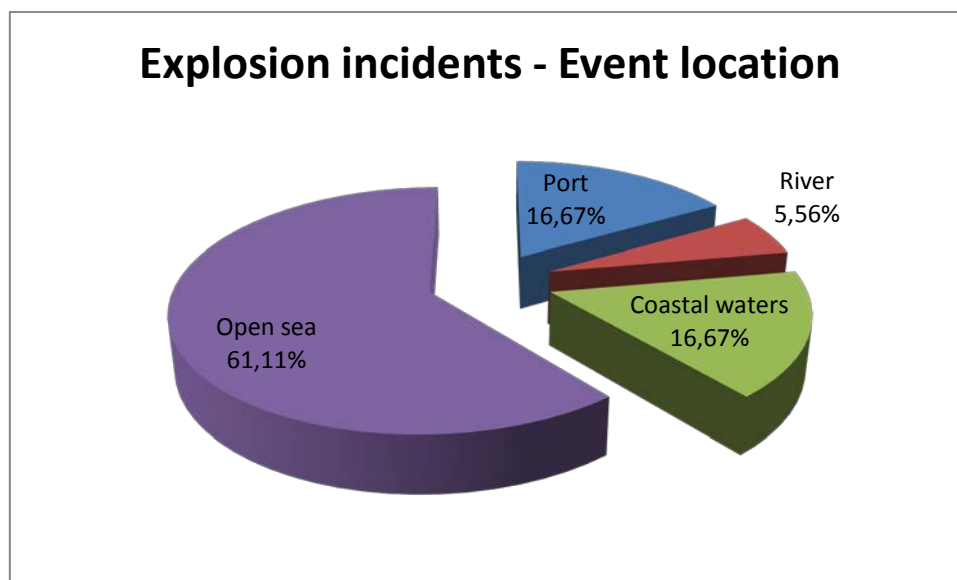 Explosion incidents - Event location
Port
16,67%
River
5,56%
Coastal waters
16,67%
Open sea
61,11%